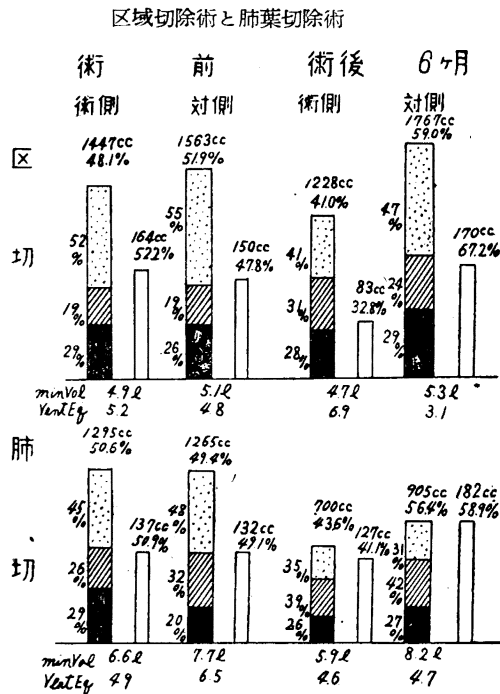 区域切除術と肺葉切除術
術 前 術後 6ヶ月
術側 対側 術側 対側
区切
1447cc
48.1%
52%
19%
29%
164cc
52.2%
1563cc
51.9%
55%
19%
26%
150cc
47.8%
1228cc
41.0%
41%
31%
28%
83cc
32.8%
1767cc
59.0%
47%
24%
29%
170cc
67.2%
minVol 4.9ℓ 5.1ℓ 4.7ℓ 5.3ℓ
VentEq 5.2 4.8 6.9 3.1
肺切
1295cc
50.6%
45%
26%
29%
137cc
50.9%
1265cc
49.4%
48%
32%
20%
132cc
49.1%
700cc
43.6%
35%
39%
26%
127cc
41.1%
905cc
56.4%
31%
42%
27%
182cc
58.9%
minVol 6.6ℓ 7.7ℓ 5.9ℓ 8.2ℓ
VentEq 4.9 6.5 4.6 4.7